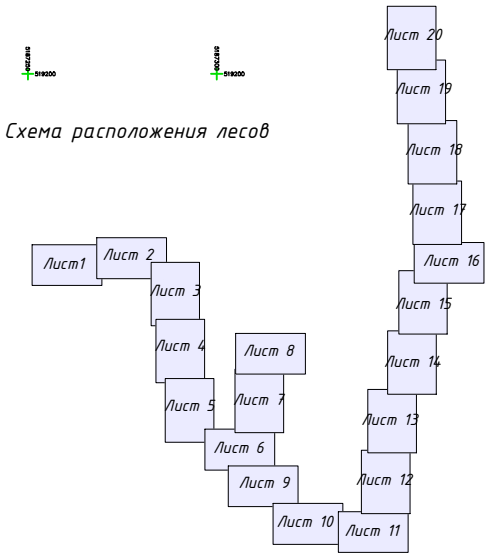 5187250
519200
5187300
519200
Схема расположения лесов
Лист 20
Лист 19
Лист 18
Лист 17
Лист 16
Лист1
Лист 2
Лист 3
Лист 4
Лист 5
Лист 6
Лист 7
Лист 8
Лист 9
Лист 10
Лист 11
Лист 12
Лист 13
Лист 14
Лист 15